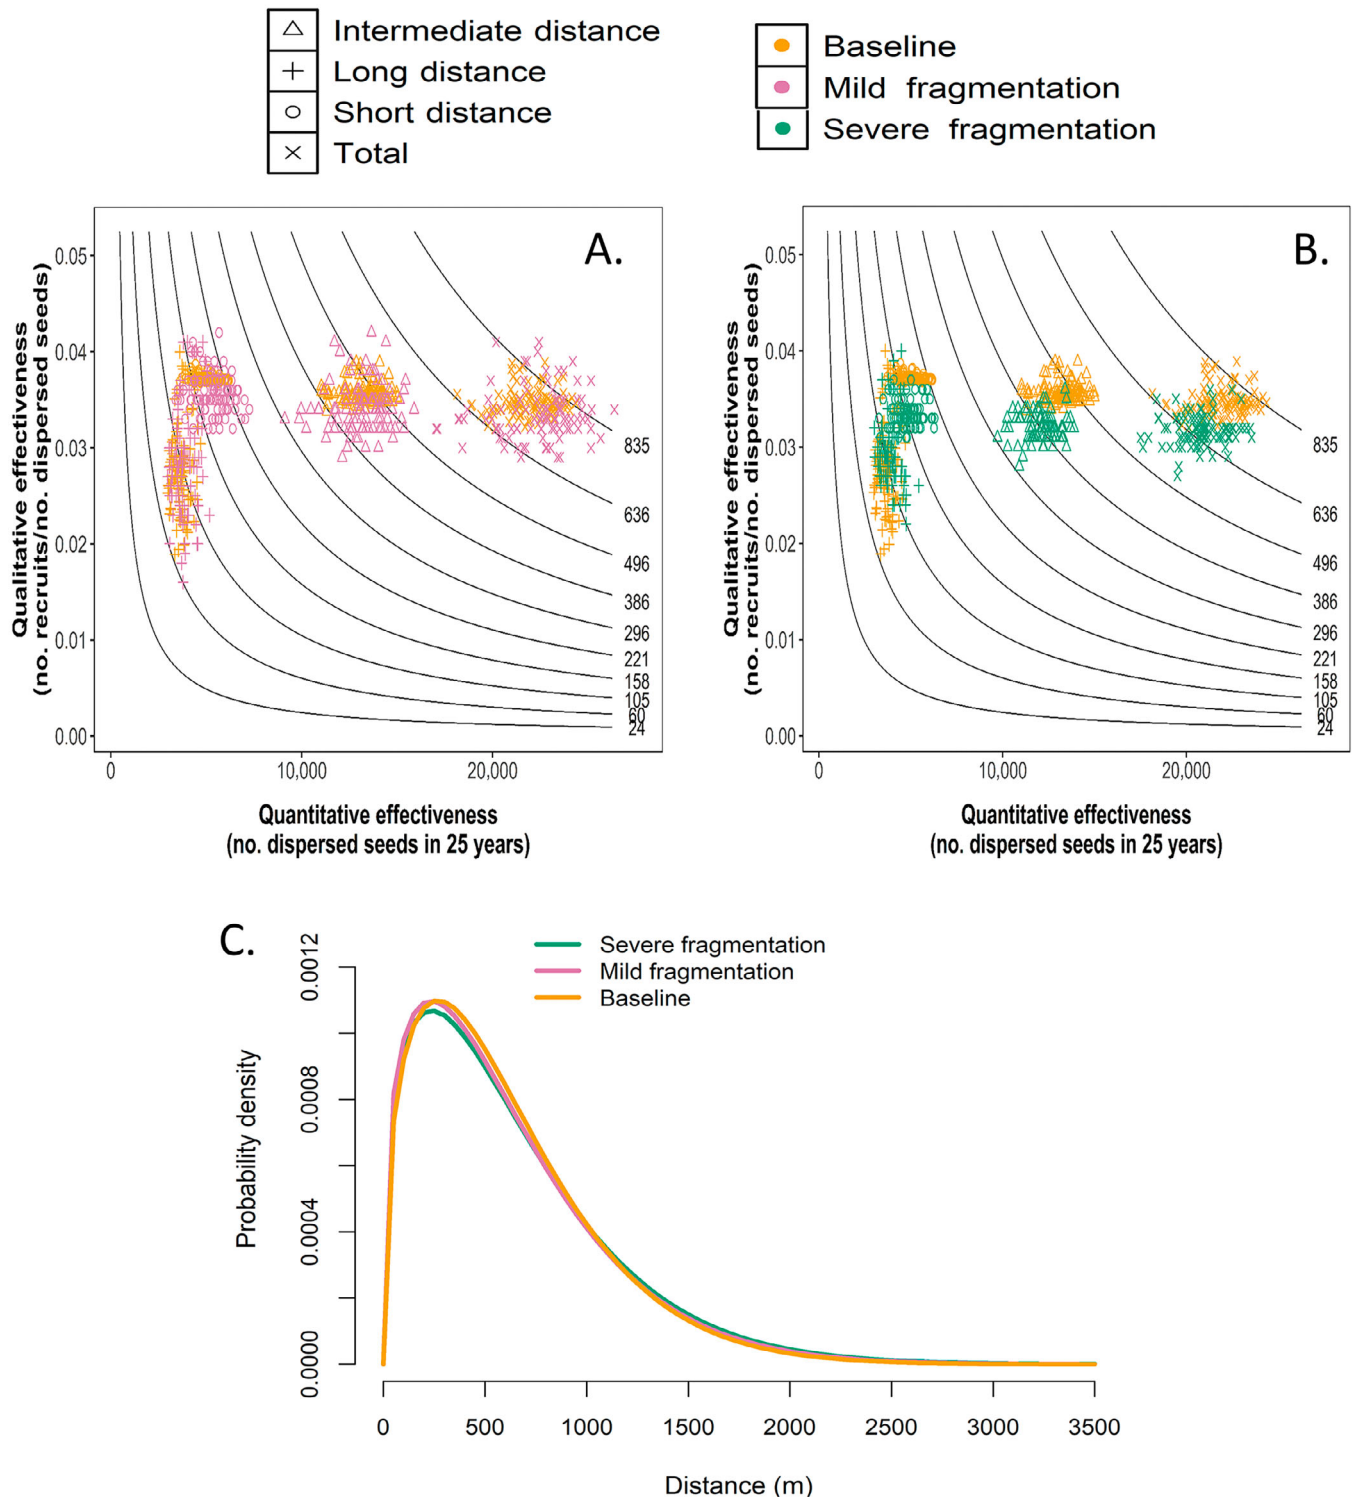 Intermediate distance
Long distance
Short distance
Total
Baseline
Mild fragmentation
Severe fragmentation
A.
Qualitative effectiveness
(no. recruits/no. dispersed seeds)
0.05
0.04
0.03
0.02
0.01
0.00
835
636
496
386
296
221
158
105
60
24
0
10,000
20,000
Quantitative effectiveness
(no. dispersed seeds in 25 years)
B.
Qualitative effectiveness
(no. recruits/no. dispersed seeds)
0.05
0.04
0.03
0.02
0.01
0.00
835
636
496
386
296
221
158
105
60
24
0
10,000
20,000
Quantitative effectiveness
(no. dispersed seeds in 25 years)
C.
Severe fragmentation
Mild fragmentation
Baseline
Probability density
0.0012
0.0008
0.0004
0.0000
0
500
1000
1500
2000
2500
3000
3500
Distance (m)